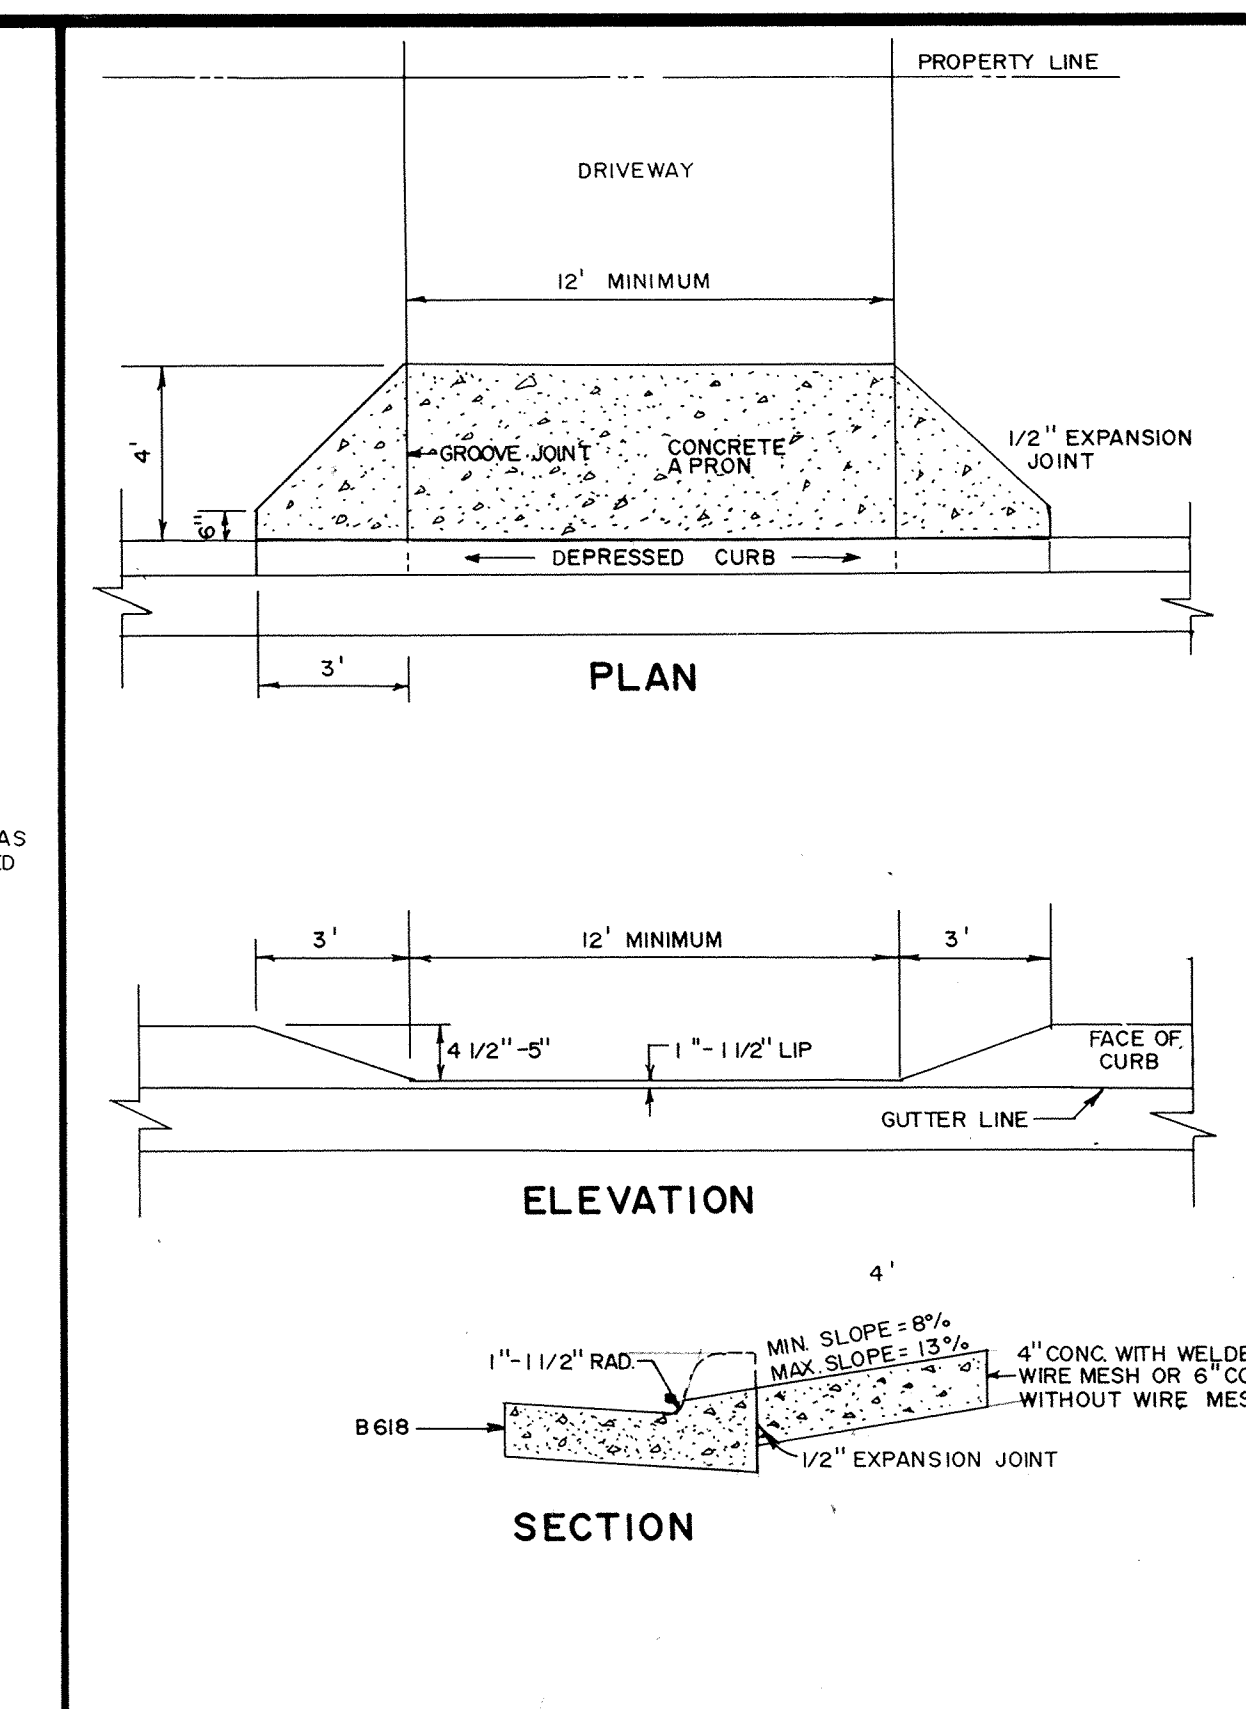 PROPERTY LINE
DRIVEWAY
12' MINIMUM
4'
6"
GROOVE JOINT
CONCRETE
APRON
1/2" EXPANSION
JOINT
DEPRESSED CURB
3'
PLAN
AS
ED
3'
12' MINIMUM
3'
4 1/2"-5"
1"-1 1/2" LIP
FACE OF
CURB
GUTTER LINE
ELEVATION
4'
MIN. SLOPE = 8%
MAX. SLOPE = 13%
1"-1 1/2" RAD.
4" CONC. WITH WELDE
WIRE MESH OR 6" CO
WITHOUT WIRE MES
B618
1/2" EXPANSION JOINT
SECTION